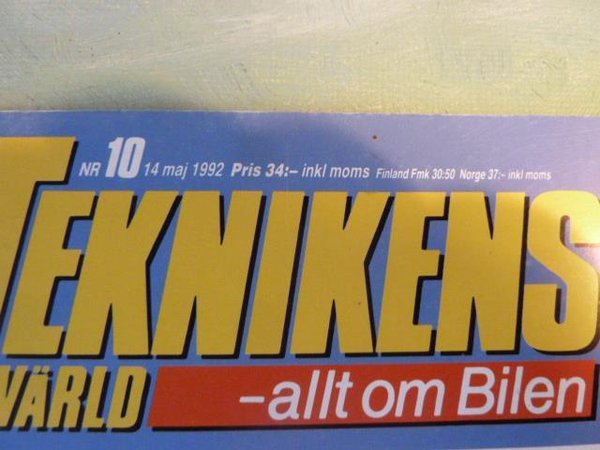 NR 10 14 maj 1992 Pris 34:- inkl moms Finland Fmk 30:50 Norge 37:- inkl moms
TEKNIKENS
VÄRLD -allt om Bilen